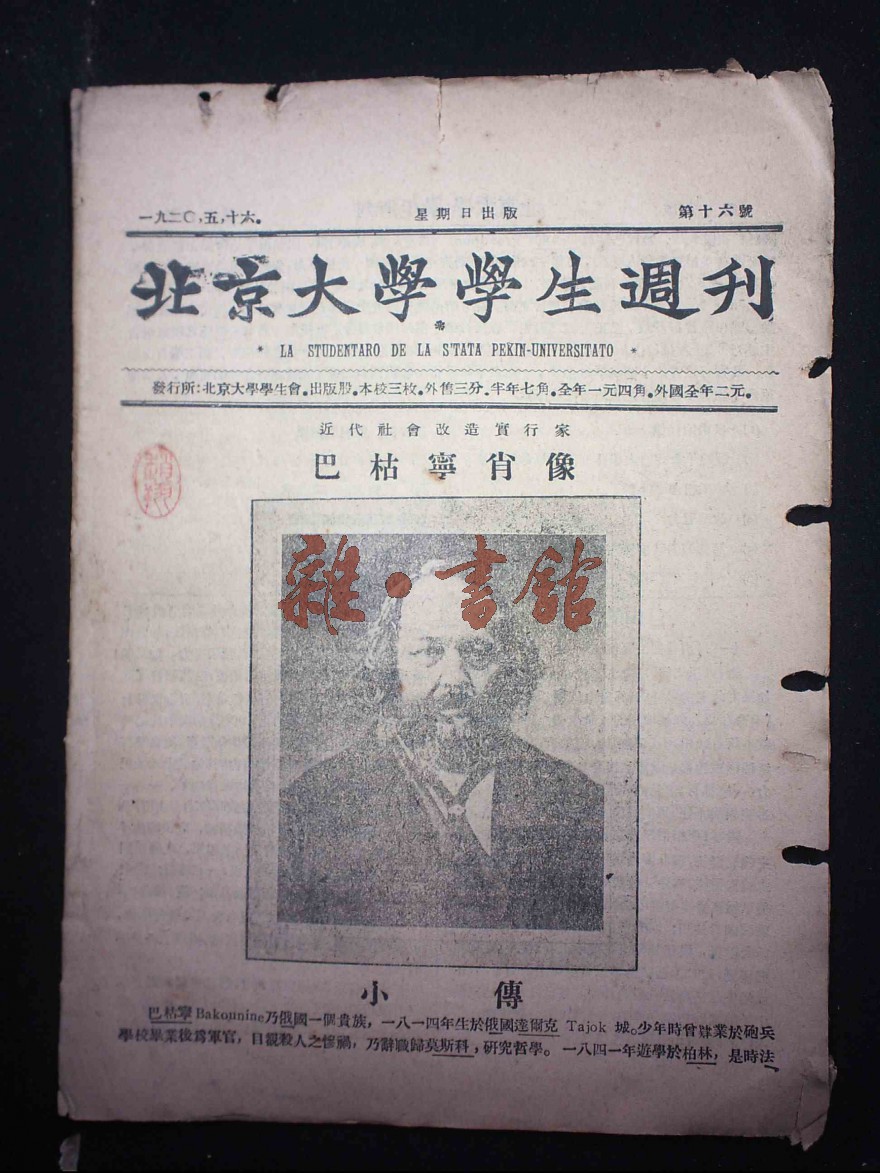 一九二〇，五，十六。 星期日出版 第十六號
北京大學學生週刊
* LA STUDENTARO DE LA S'TATA PEKIN-UNIVERSITATO *
發行所：北京大學學生會。出版股。本校三枚。外售三分。半年七角。全年一元四角。外國全年二元。
近代社會改造實行家
巴枯寧肖像
雜·書館
小傳
巴枯寧Bakounine乃俄國一個貴族，一八一四年生於俄國達爾克 Tajok 城。少年時曾肄業於砲兵
學校畢業後爲軍官，目覩殺人之慘禍，乃辭職歸莫斯科，研究哲學。一八四一年遊學於柏林，是時法